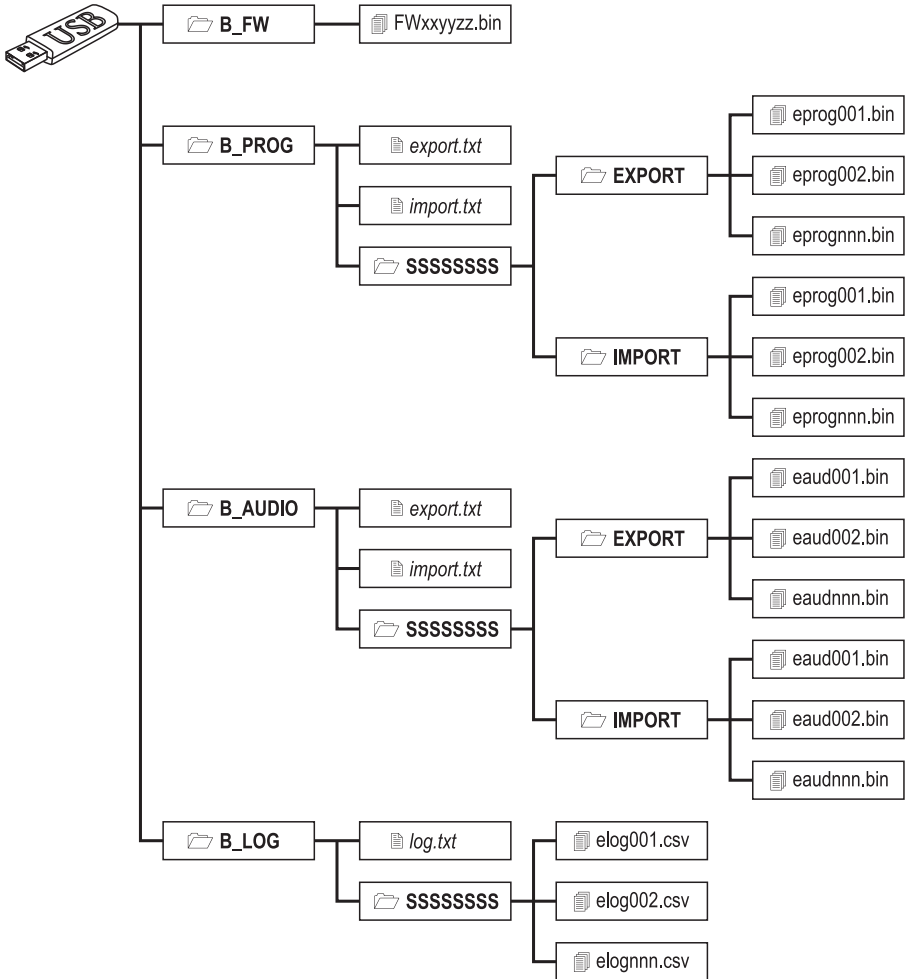 USB
B_FW
FWxxyyzz.bin
B_PROG
export.txt
import.txt
SSSSSSSS
EXPORT
eprog001.bin
eprog002.bin
eprognnn.bin
IMPORT
eprog001.bin
eprog002.bin
eprognnn.bin
B_AUDIO
export.txt
import.txt
SSSSSSSS
EXPORT
eaud001.bin
eaud002.bin
eaudnnn.bin
IMPORT
eaud001.bin
eaud002.bin
eaudnnn.bin
B_LOG
log.txt
SSSSSSSS
elog001.csv
elog002.csv
elognnn.csv